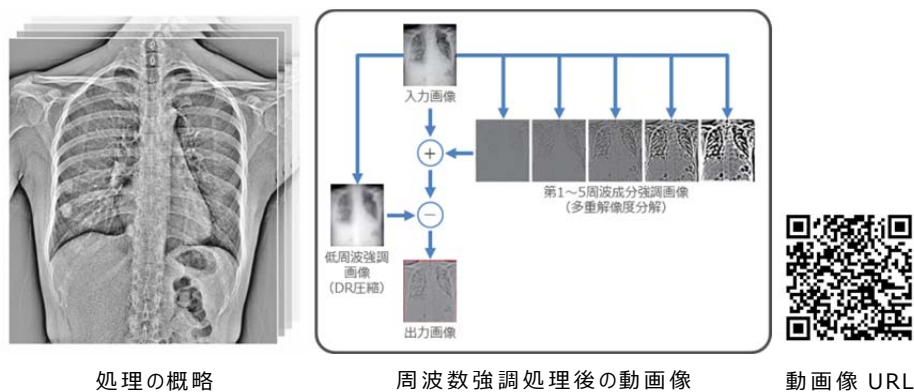 入力画像
+
第1~5周波成分強調画像
(多重解像度分解)
−
低周波強調
画像
(DR圧縮)
出力画像
処理の概略
周波数強調処理後の動画像
動画像 URL